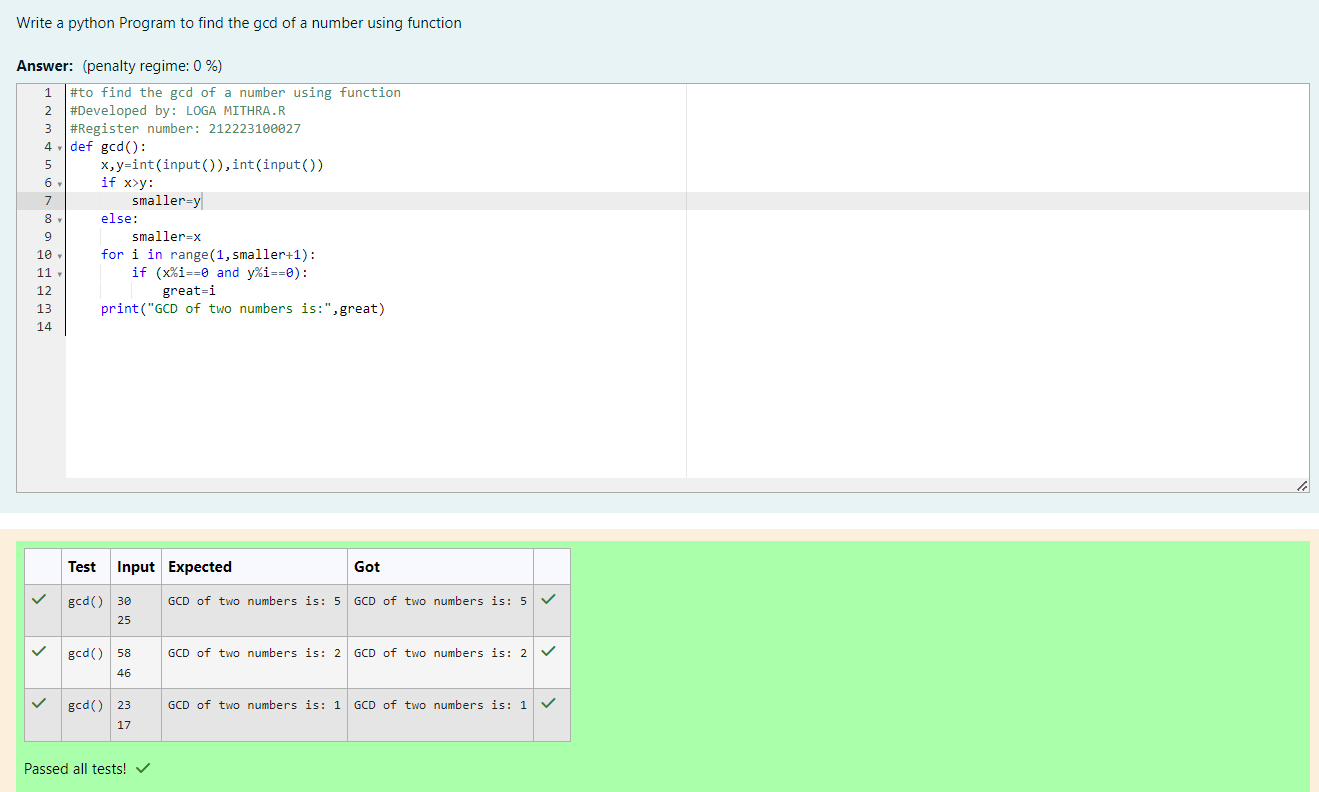 Write a python Program to find the gcd of a number using function
Answer: (penalty regime: 0 %)
1 #to find the gcd of a number using function
2 #Developed by: LOGA MITHRA.R
3 #Register number: 212223100027
4 def gcd():
5     x,y=int(input()),int(input())
6     if x>y:
7         smaller=y
8     else:
9         smaller=x
10     for i in range(1,smaller+1):
11         if (x%i==0 and y%i==0):
12             great=i
13     print("GCD of two numbers is:",great)
14
Test Input Expected Got
gcd() 30 GCD of two numbers is: 5 GCD of two numbers is: 5
25
gcd() 58 GCD of two numbers is: 2 GCD of two numbers is: 2
46
gcd() 23 GCD of two numbers is: 1 GCD of two numbers is: 1
17
Passed all tests!